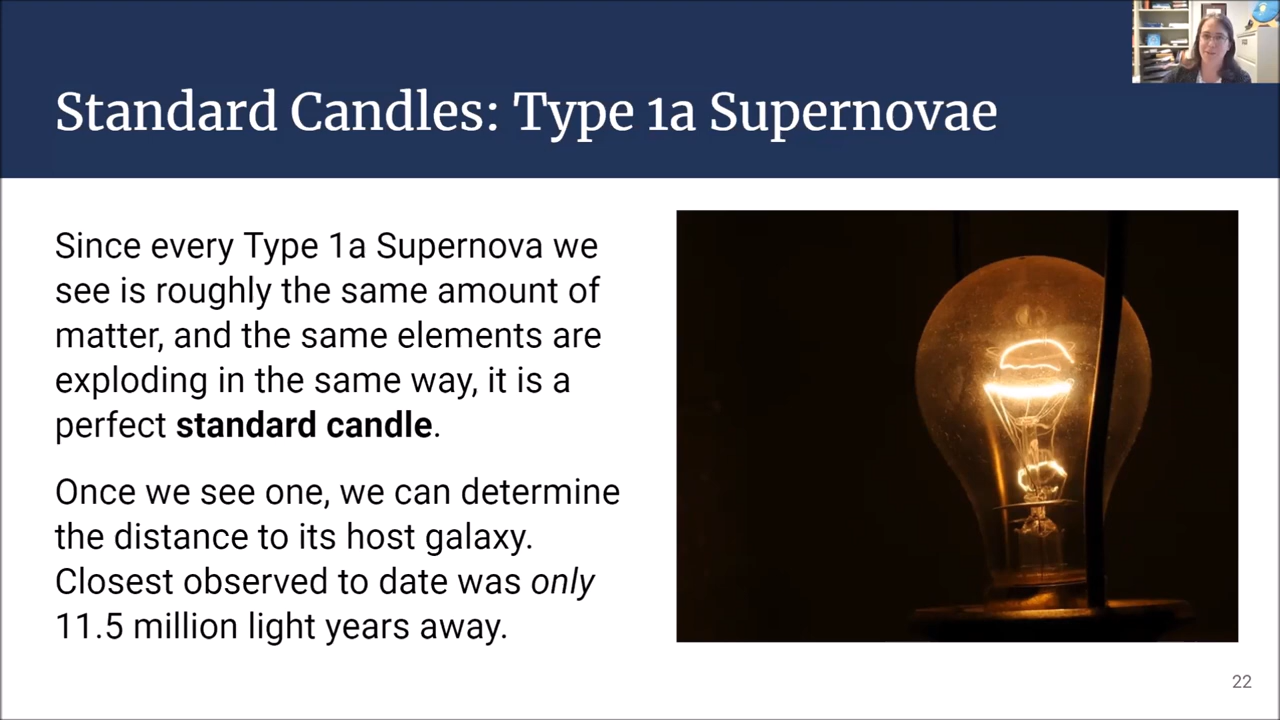 Standard Candles: Type 1a Supernovae
Since every Type 1a Supernova we
see is roughly the same amount of
matter, and the same elements are
exploding in the same way, it is a
perfect standard candle.
Once we see one, we can determine
the distance to its host galaxy.
Closest observed to date was only
11.5 million light years away.
22